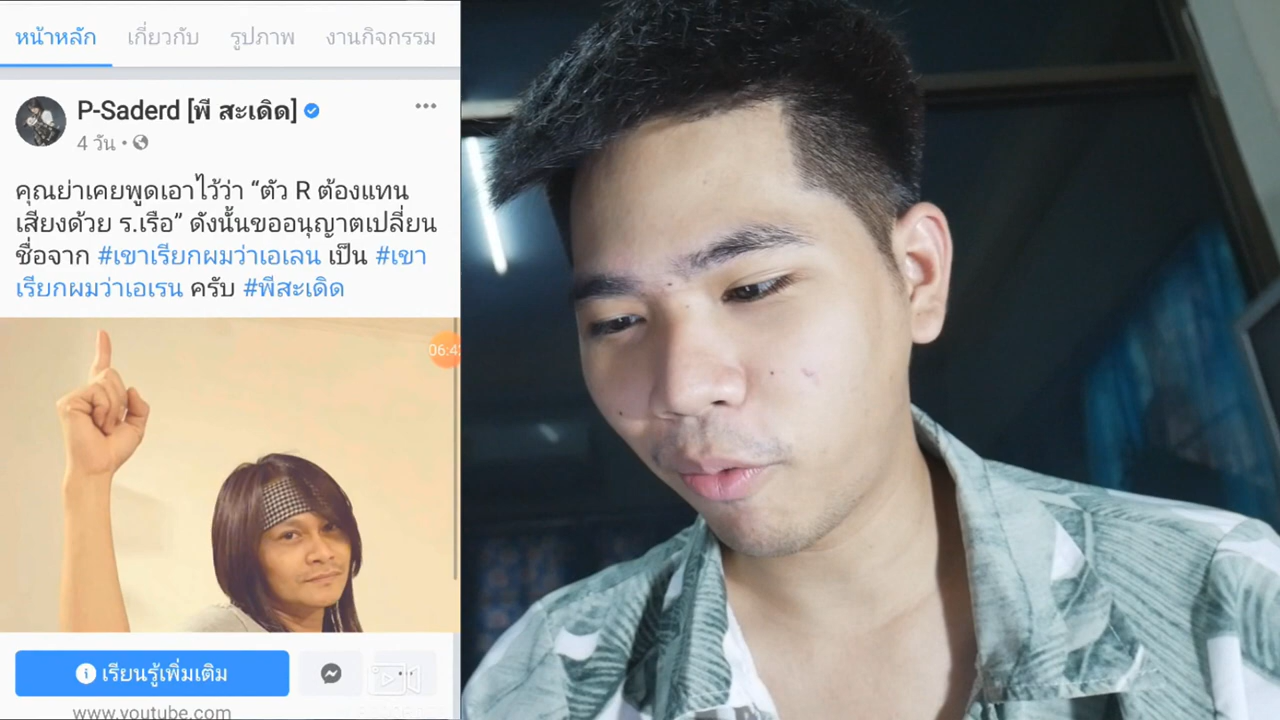 หน้าหลัก เกี่ยวกับ รูปภาพ งานกิจกรรม
P-Saderd [พี สะเดิด]
4 วัน
คุณย่าเคยพูดเอาไว้ว่า “ตัว R ต้องแทน
เสียงด้วย ร.เรือ” ดังนั้นขออนุญาตเปลี่ยน
ชื่อจาก #เขาเรียกผมว่าเอเลน เป็น #เขา
เรียกผมว่าเอเรน ครับ #พีสะเดิด
06:4
เรียนรู้เพิ่มเติม
www.youtube.com